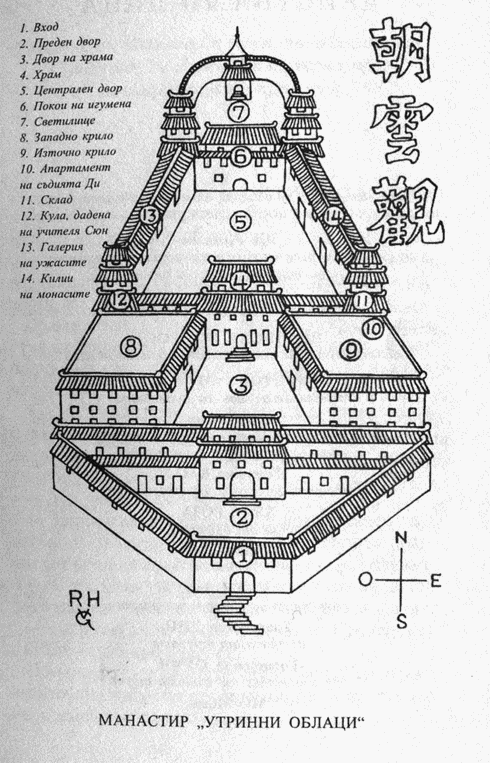 1. Вход
2. Преден двор
3. Двор на храма
4. Храм
5. Централен двор
6. Покои на игумена
7. Светилище
8. Западно крило
9. Източно крило
10. Апартамент
на съдията Ди
11. Склад
12. Кула, дадена
на учителя Сюн
13. Галерия
на ужасите
14. Килии
на монасите
朝雲觀
7
6
13
14
5
4
12
11
10
8
9
3
2
1
N
O E
S
RH
МАНАСТИР „УТРИННИ ОБЛАЦИ“